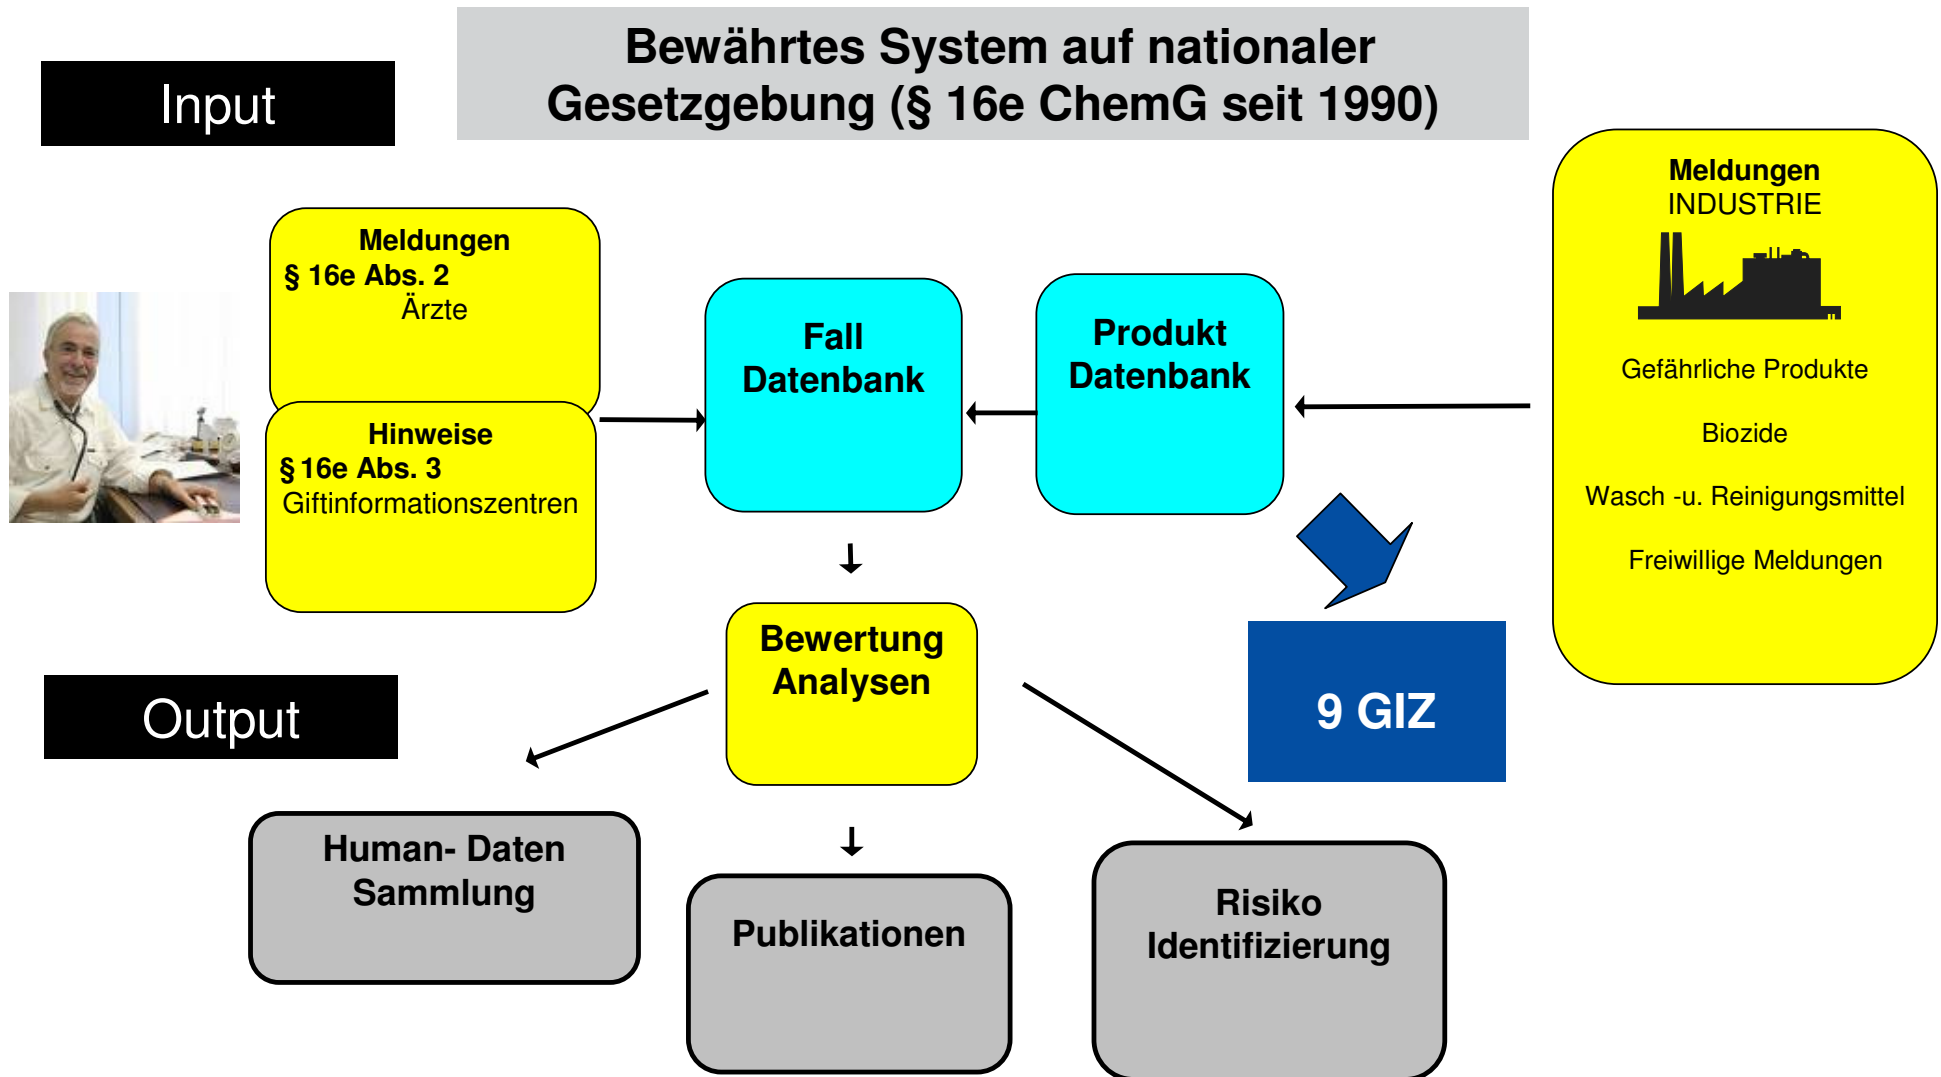 Bewährtes System auf nationaler
Gesetzgebung (§ 16e ChemG seit 1990)
Input
Meldungen
§ 16e Abs. 2
Ärzte
Hinweise
§ 16e Abs. 3
Giftinformationszentren
Fall
Datenbank
Produkt
Datenbank
Meldungen
INDUSTRIE
Gefährliche Produkte
Biozide
Wasch -u. Reinigungsmittel
Freiwillige Meldungen
Bewertung
Analysen
9 GIZ
Output
Human- Daten
Sammlung
Publikationen
Risiko
Identifizierung